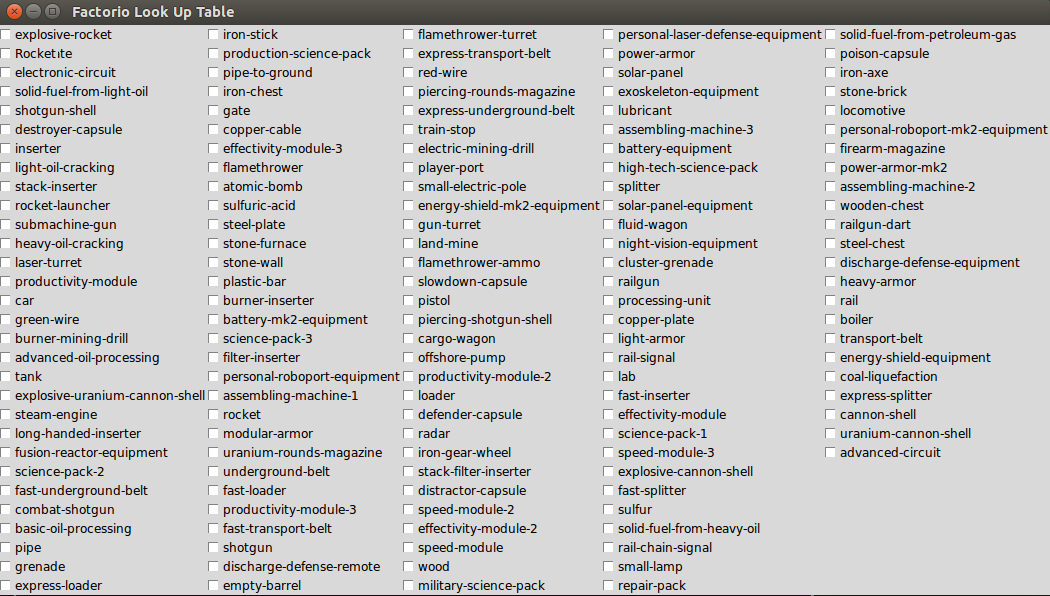 Factorio Look Up Table
explosive-rocket
Rocketıte
electronic-circuit
solid-fuel-from-light-oil
shotgun-shell
destroyer-capsule
inserter
light-oil-cracking
stack-inserter
rocket-launcher
submachine-gun
heavy-oil-cracking
laser-turret
productivity-module
car
green-wire
burner-mining-drill
advanced-oil-processing
tank
explosive-uranium-cannon-shell
steam-engine
long-handed-inserter
fusion-reactor-equipment
science-pack-2
fast-underground-belt
combat-shotgun
basic-oil-processing
pipe
grenade
express-loader
iron-stick
production-science-pack
pipe-to-ground
iron-chest
gate
copper-cable
effectivity-module-3
flamethrower
atomic-bomb
sulfuric-acid
steel-plate
stone-furnace
stone-wall
plastic-bar
burner-inserter
battery-mk2-equipment
science-pack-3
filter-inserter
personal-roboport-equipment
assembling-machine-1
rocket
modular-armor
uranium-rounds-magazine
underground-belt
fast-loader
productivity-module-3
fast-transport-belt
shotgun
discharge-defense-remote
empty-barrel
flamethrower-turret
express-transport-belt
red-wire
piercing-rounds-magazine
express-underground-belt
train-stop
electric-mining-drill
player-port
small-electric-pole
energy-shield-mk2-equipment
gun-turret
land-mine
flamethrower-ammo
slowdown-capsule
pistol
piercing-shotgun-shell
cargo-wagon
offshore-pump
productivity-module-2
loader
defender-capsule
radar
iron-gear-wheel
stack-filter-inserter
distractor-capsule
speed-module-2
effectivity-module-2
speed-module
wood
military-science-pack
personal-laser-defense-equipment
power-armor
solar-panel
exoskeleton-equipment
lubricant
assembling-machine-3
battery-equipment
high-tech-science-pack
splitter
solar-panel-equipment
fluid-wagon
night-vision-equipment
cluster-grenade
railgun
processing-unit
copper-plate
light-armor
rail-signal
lab
fast-inserter
effectivity-module
science-pack-1
speed-module-3
explosive-cannon-shell
fast-splitter
sulfur
solid-fuel-from-heavy-oil
rail-chain-signal
small-lamp
repair-pack
solid-fuel-from-petroleum-gas
poison-capsule
iron-axe
stone-brick
locomotive
personal-roboport-mk2-equipment
firearm-magazine
power-armor-mk2
assembling-machine-2
wooden-chest
railgun-dart
steel-chest
discharge-defense-equipment
heavy-armor
rail
boiler
transport-belt
energy-shield-equipment
coal-liquefaction
express-splitter
cannon-shell
uranium-cannon-shell
advanced-circuit